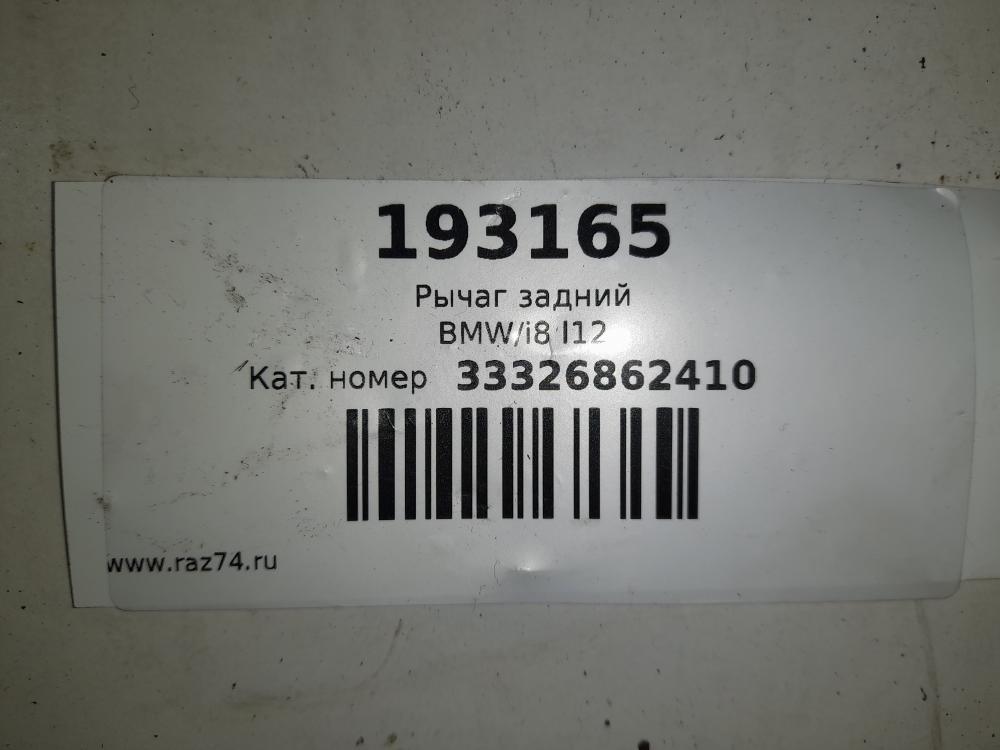 193165
Рычаг задний
BMW/i8 I12
Кат. номер 33326862410
www.raz74.ru